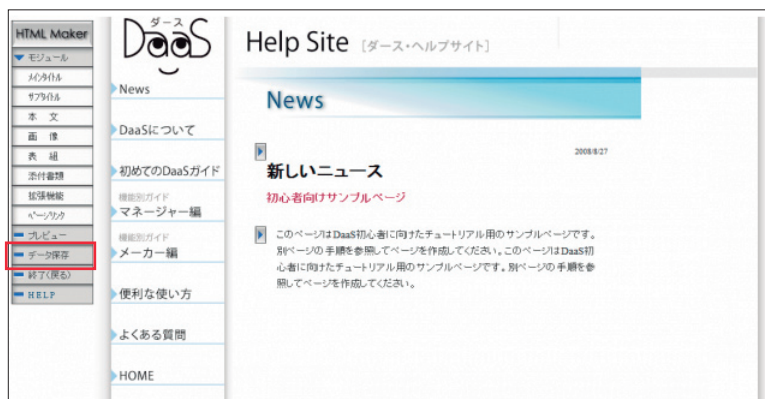 HTML Maker
モジュール
メインタイトル
サブタイトル
本 文
画 像
表 組
添付書類
拡張機能
ページリンク
プレビュー
データ保存
終了(戻る)
HELP
ダース
DaaS
News
DaaSについて
初めてのDaaSガイド
機能別ガイド
マネージャー編
機能別ガイド
メーカー編
便利な使い方
よくある質問
HOME
Help Site [ダース・ヘルプサイト]
News
2008/8/27
新しいニュース
初心者向けサンプルページ
このページはDaaS初心者に向けたチュートリアル用のサンプルページです。
別ページの手順を参照してページを作成してください。このページはDaaS初
心者に向けたチュートリアル用のサンプルページです。別ページの手順を参
照してページを作成してください。